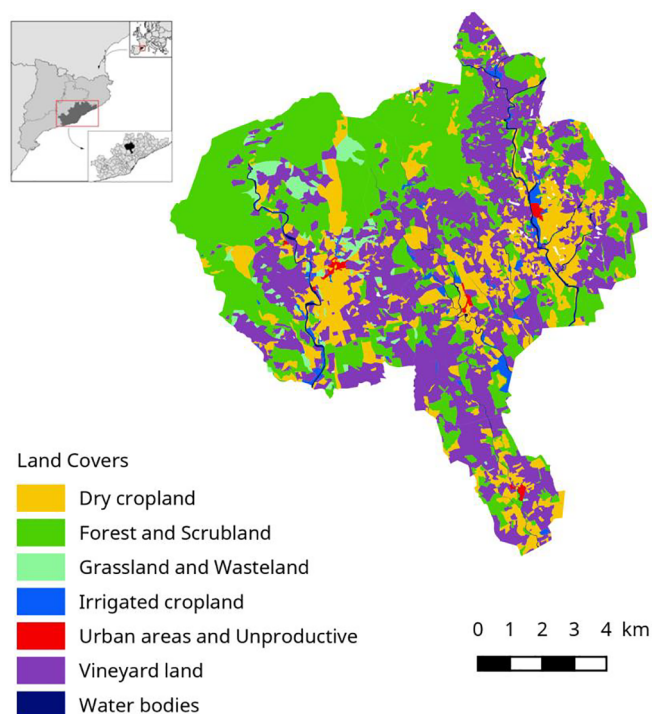 Land Covers
Dry cropland
Forest and Scrubland
Grassland and Wasteland
Irrigated cropland
Urban areas and Unproductive
Vineyard land
Water bodies
0 1 2 3 4 km